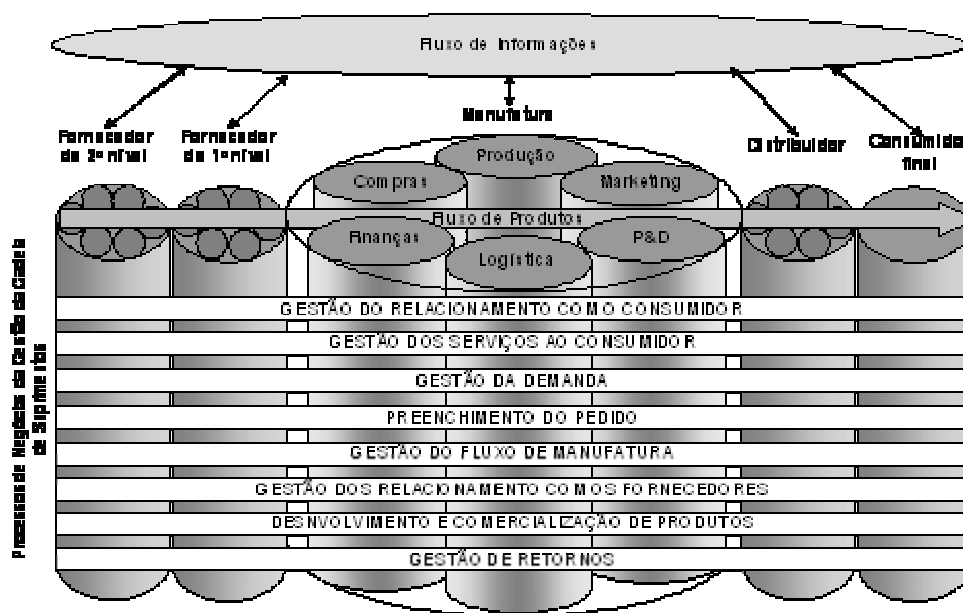 Fluxo de Informações
Manufatura
Fornecedor
de 2º nível
Fornecedor
de 1º nível
Distribuidor
Consumidor
final
Produção
Compras
Marketing
Fluxo de Produtos
Finanças
P&D
Logística
Processos de Negócios da Gestão da Cadeia
de Suprimentos
GESTÃO DO RELACIONAMENTO COM O CONSUMIDOR
GESTÃO DOS SERVIÇOS AO CONSUMIDOR
GESTÃO DA DEMANDA
PREENCHIMENTO DO PEDIDO
GESTÃO DO FLUXO DE MANUFATURA
GESTÃO DOS RELACIONAMENTO COM OS FORNECEDORES
DESNVOLVIMENTO E COMERCIALIZAÇÃO DE PRODUTOS
GESTÃO DE RETORNOS